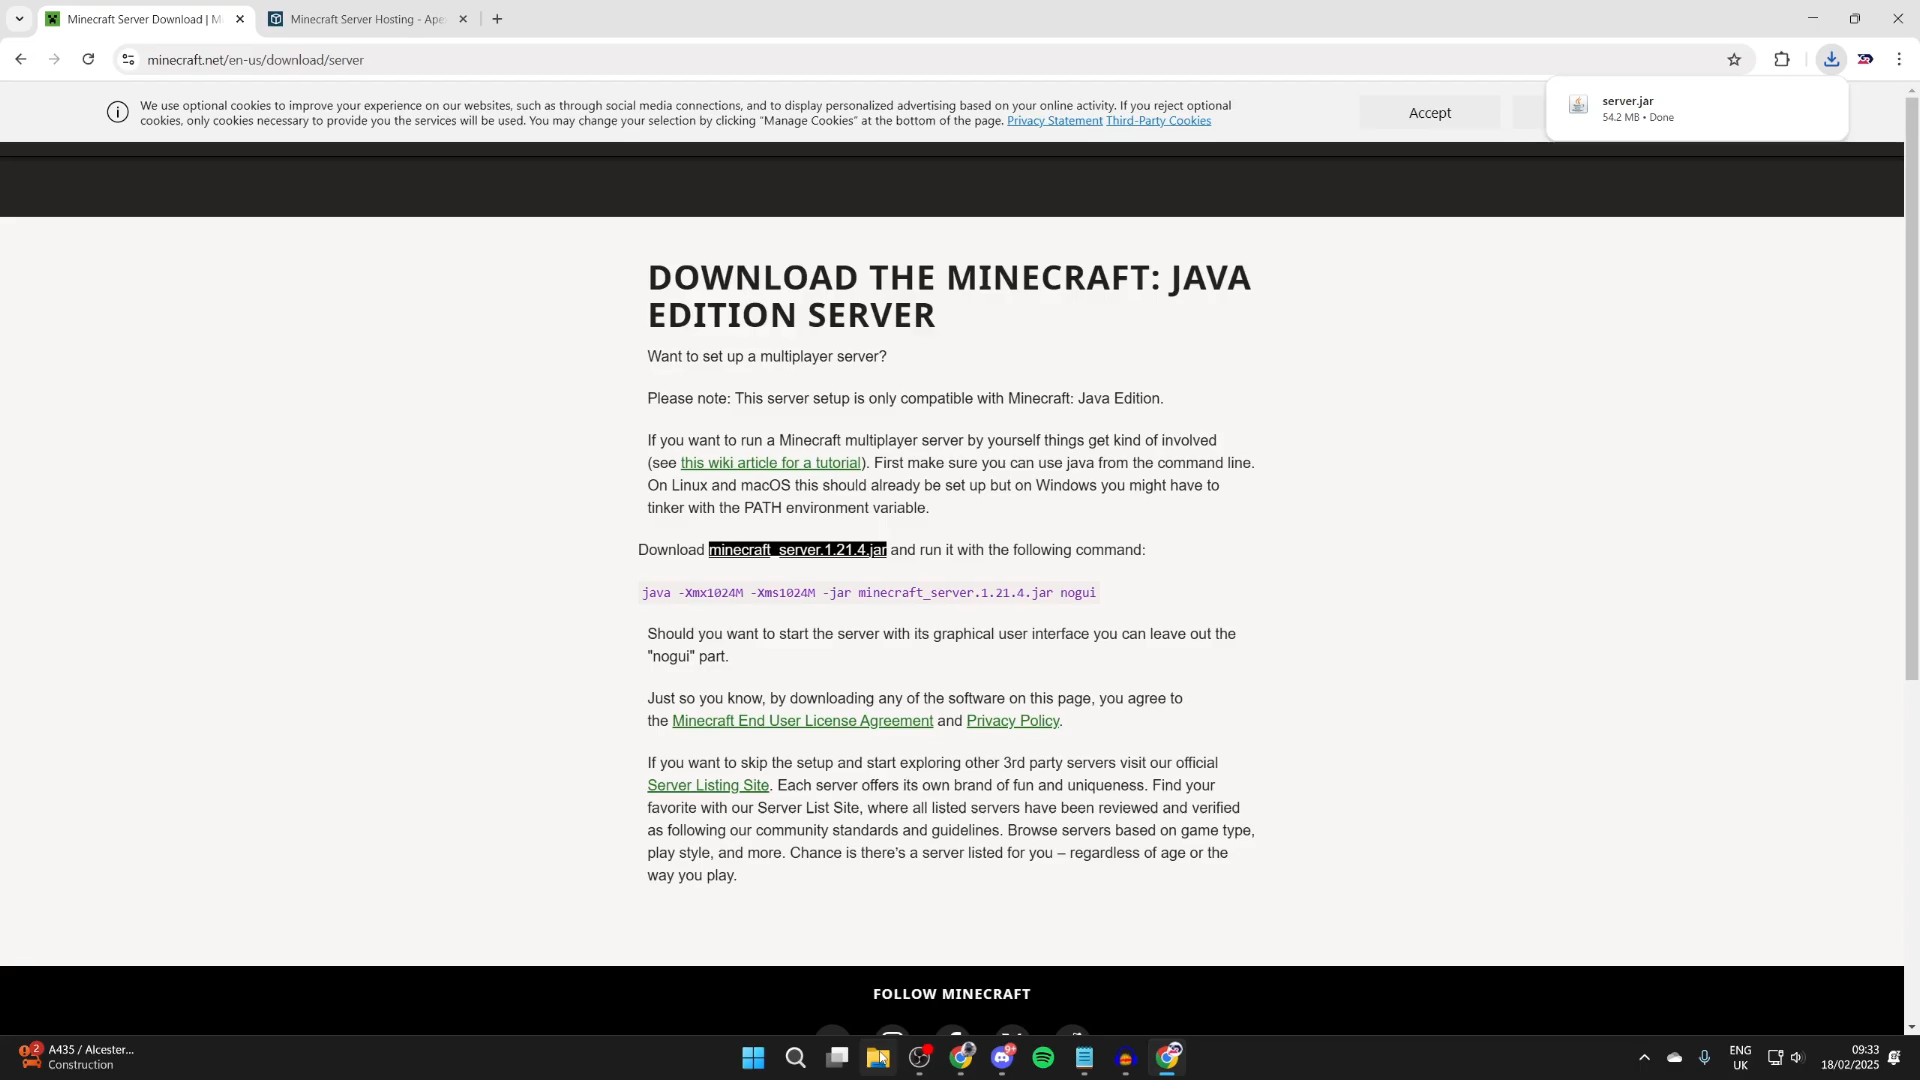 Minecraft Server Download | M
Minecraft Server Hosting - Ape
minecraft.net/en-us/download/server
We use optional cookies to improve your experience on our websites, such as through social media connections, and to display personalized advertising based on your online activity. If you reject optional
cookies, only cookies necessary to provide you the services will be used. You may change your selection by clicking “Manage Cookies” at the bottom of the page. Privacy Statement Third-Party Cookies
Accept
server.jar
54.2 MB • Done
DOWNLOAD THE MINECRAFT: JAVA
EDITION SERVER
Want to set up a multiplayer server?
Please note: This server setup is only compatible with Minecraft: Java Edition.
If you want to run a Minecraft multiplayer server by yourself things get kind of involved
(see this wiki article for a tutorial). First make sure you can use java from the command line.
On Linux and macOS this should already be set up but on Windows you might have to
tinker with the PATH environment variable.
Download minecraft_server.1.21.4.jar and run it with the following command:
java -Xmx1024M -Xms1024M -jar minecraft_server.1.21.4.jar nogui
Should you want to start the server with its graphical user interface you can leave out the
"nogui" part.
Just so you know, by downloading any of the software on this page, you agree to
the Minecraft End User License Agreement and Privacy Policy.
If you want to skip the setup and start exploring other 3rd party servers visit our official
Server Listing Site. Each server offers its own brand of fun and uniqueness. Find your
favorite with our Server List Site, where all listed servers have been reviewed and verified
as following our community standards and guidelines. Browse servers based on game type,
play style, and more. Chance is there's a server listed for you – regardless of age or the
way you play.
FOLLOW MINECRAFT
2
A435 / Alcester...
Construction
9+
ENG
UK
09:33
18/02/2025